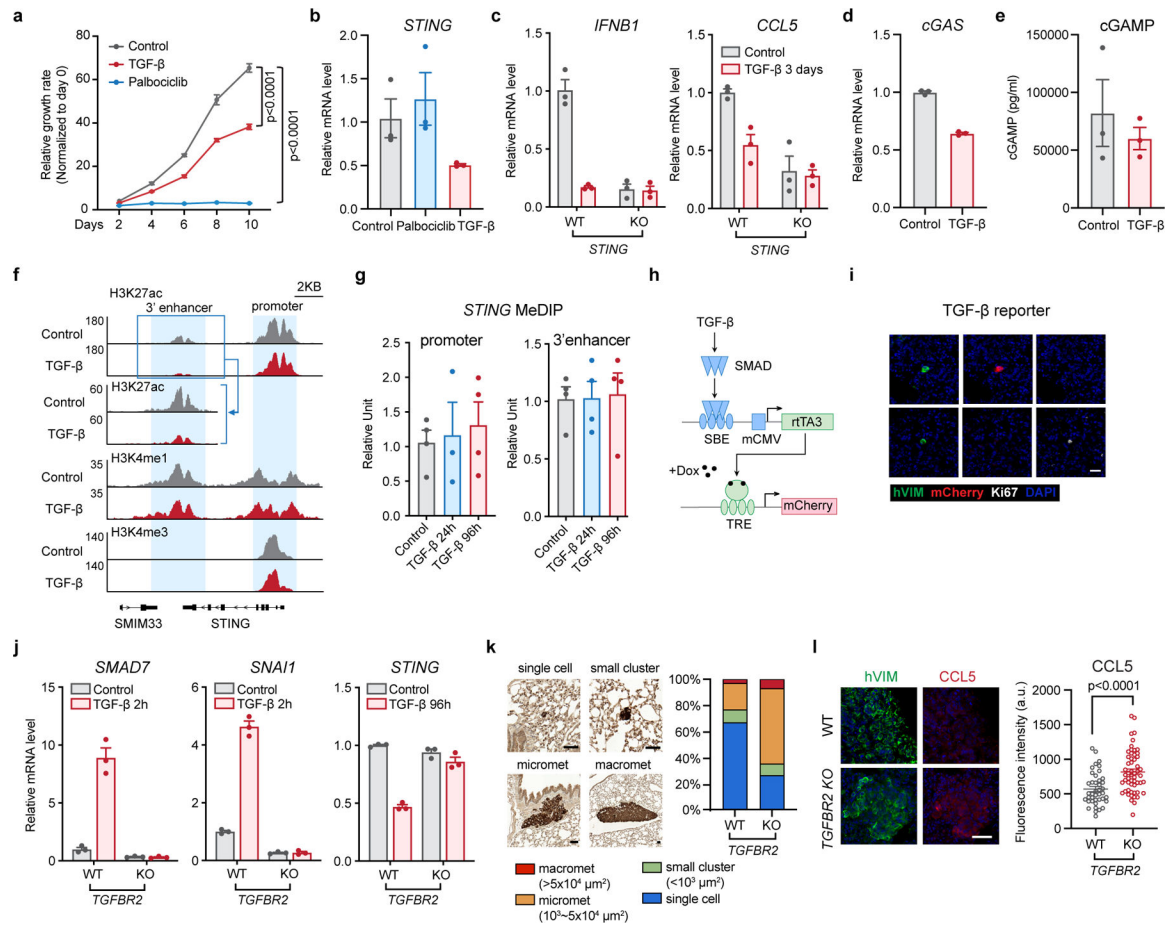 a
Control
TGF-β
Palbociclib
Relative growth rate
(Normalized to day 0)
80
60
40
20
0
Days 2 4 6 8 10
p<0.0001
p<0.0001
b
STING
Relative mRNA level
2.0
1.5
1.0
0.5
0.0
Control Palbociclib TGF-β
c
IFNB1
Relative mRNA level
1.5
1.0
0.5
0.0
WT KO
STING
CCL5
Control
TGF-β 3 days
Relative mRNA level
1.5
1.0
0.5
0.0
WT KO
STING
d
cGAS
Relative mRNA level
1.5
1.0
0.5
0.0
Control TGF-β
e
cGAMP
cGAMP (pg/ml)
150000
100000
50000
0
Control TGF-β
f
2KB
H3K27ac
3' enhancer
promoter
180
Control
180
TGF-β
H3K27ac
60
Control
60
TGF-β
H3K4me1
35
Control
35
TGF-β
H3K4me3
140
Control
140
TGF-β
SMIM33 STING
g
STING MeDIP
promoter
Relative Unit
2.5
2.0
1.5
1.0
0.5
0.0
Control
TGF-β 24h
TGF-β 96h
3'enhancer
Relative Unit
1.5
1.0
0.5
0.0
Control
TGF-β 24h
TGF-β 96h
h
TGF-β
SMAD
SBE mCMV rtTA3
+Dox
TRE mCherry
i
TGF-β reporter
hVIM mCherry Ki67 DAPI
j
SMAD7
Control
TGF-β 2h
Relative mRNA level
15
10
5
0
WT KO
TGFBR2
SNAI1
Control
TGF-β 2h
6
4
2
0
WT KO
TGFBR2
STING
Control
TGF-β 96h
1.5
1.0
0.5
0.0
WT KO
TGFBR2
k
single cell small cluster
micromet macromet
100%
80%
60%
40%
20%
0%
100%
80%
60%
40%
20%
0%
WT KO
TGFBR2
macromet
(>5x10⁴ µm²)
micromet
(10³~5x10⁴ µm²)
small cluster
(<10³ µm²)
single cell
l
hVIM CCL5
WT
TGFBR2 KO
CCL5
p<0.0001
Fluorescence intensity (a.u.)
2000
1500
1000
500
0
WT KO
TGFBR2